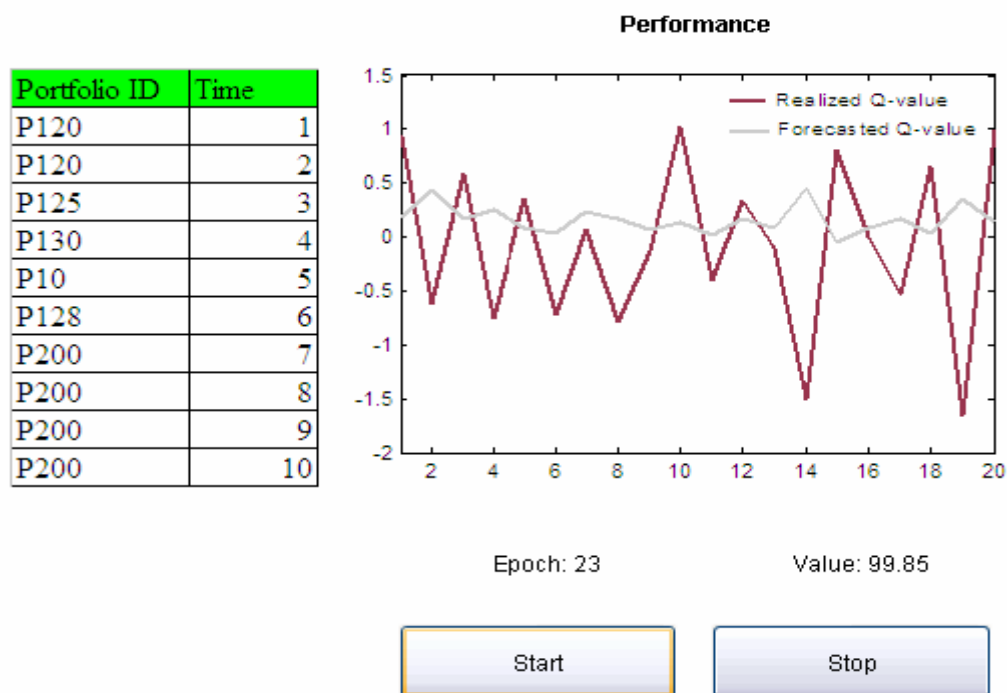 Performance
Portfolio ID Time
P120 1
P120 2
P125 3
P130 4
P10 5
P128 6
P200 7
P200 8
P200 9
P200 10
1.5
1
0.5
0
-0.5
-1
-1.5
-2
Realized Q-value
Forecasted Q-value
2 4 6 8 10 12 14 16 18 20
Epoch: 23 Value: 99.85
Start Stop